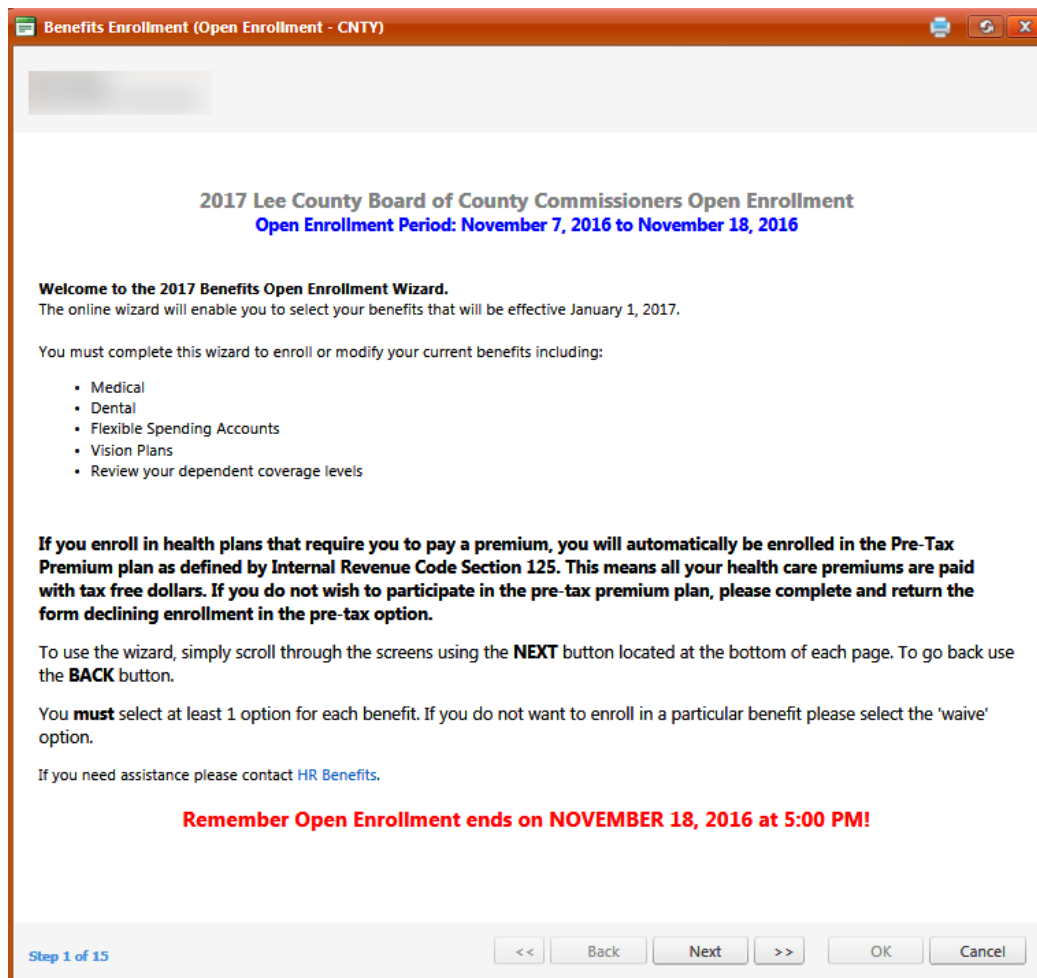 Benefits Enrollment (Open Enrollment - CNTY)
2017 Lee County Board of County Commissioners Open Enrollment
Open Enrollment Period: November 7, 2016 to November 18, 2016
Welcome to the 2017 Benefits Open Enrollment Wizard.
The online wizard will enable you to select your benefits that will be effective January 1, 2017.
You must complete this wizard to enroll or modify your current benefits including:
• Medical
• Dental
• Flexible Spending Accounts
• Vision Plans
• Review your dependent coverage levels
If you enroll in health plans that require you to pay a premium, you will automatically be enrolled in the Pre-Tax
Premium plan as defined by Internal Revenue Code Section 125. This means all your health care premiums are paid
with tax free dollars. If you do not wish to participate in the pre-tax premium plan, please complete and return the
form declining enrollment in the pre-tax option.
To use the wizard, simply scroll through the screens using the NEXT button located at the bottom of each page. To go back use
the BACK button.
You must select at least 1 option for each benefit. If you do not want to enroll in a particular benefit please select the 'waive'
option.
If you need assistance please contact HR Benefits.
Remember Open Enrollment ends on NOVEMBER 18, 2016 at 5:00 PM!
Step 1 of 15 << Back Next >> OK Cancel